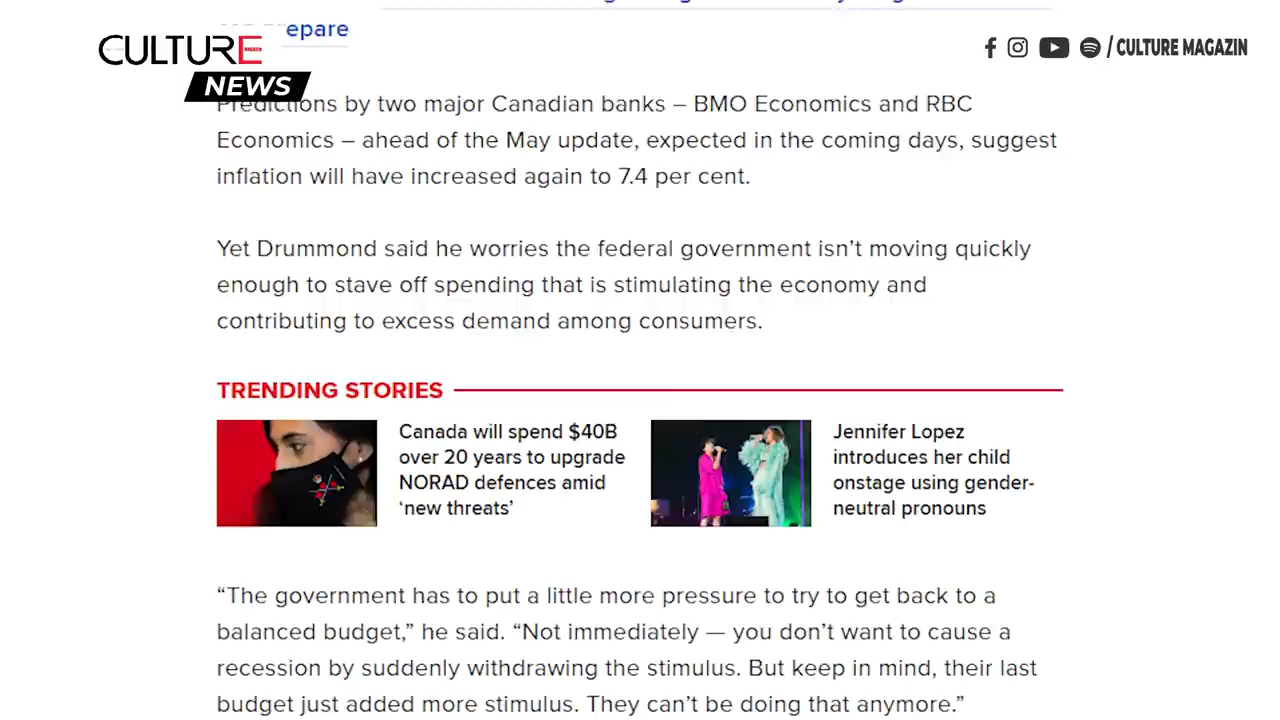 epare
CULTURE
NEWS
/ CULTURE MAGAZIN
Predictions by two major Canadian banks – BMO Economics and RBC
Economics – ahead of the May update, expected in the coming days, suggest
inflation will have increased again to 7.4 per cent.
Yet Drummond said he worries the federal government isn’t moving quickly
enough to stave off spending that is stimulating the economy and
contributing to excess demand among consumers.
TRENDING STORIES
Canada will spend $40B
over 20 years to upgrade
NORAD defences amid
‘new threats’
Jennifer Lopez
introduces her child
onstage using gender-
neutral pronouns
“The government has to put a little more pressure to try to get back to a
balanced budget,” he said. “Not immediately — you don’t want to cause a
recession by suddenly withdrawing the stimulus. But keep in mind, their last
budget just added more stimulus. They can’t be doing that anymore.”